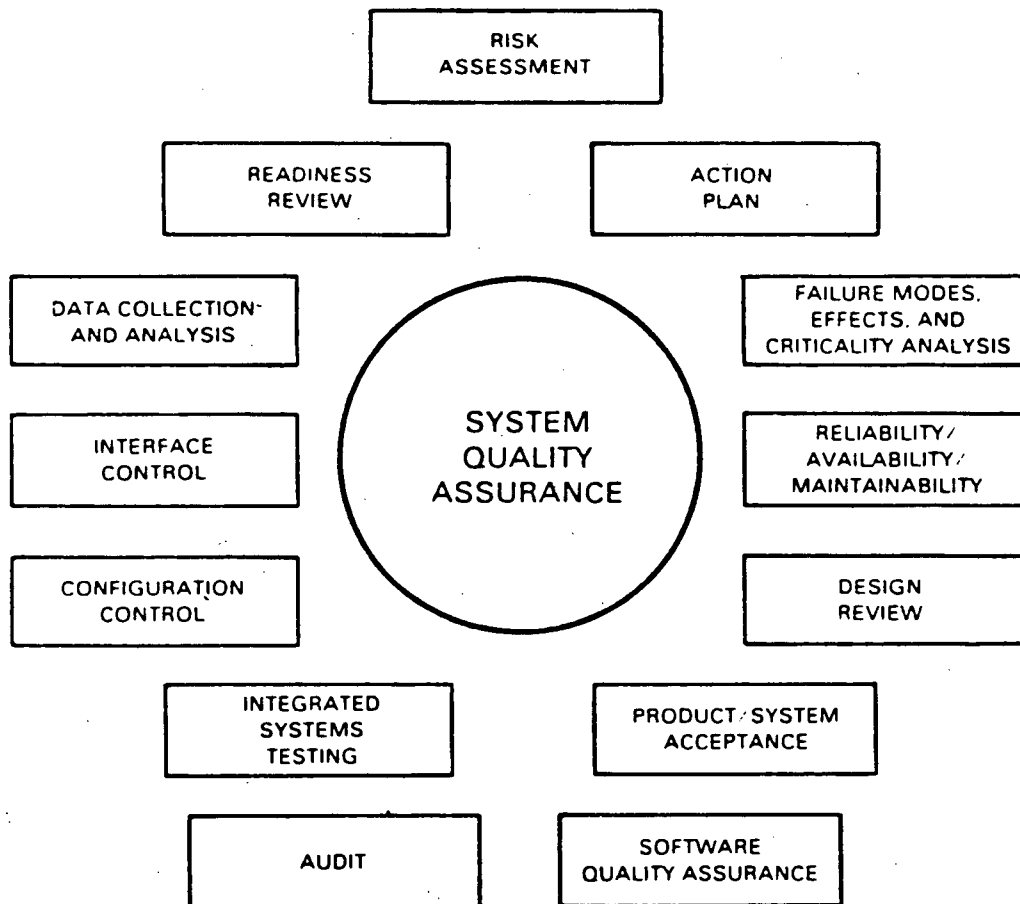 RISK
ASSESSMENT
READINESS
REVIEW
ACTION
PLAN
DATA COLLECTION
AND ANALYSIS
FAILURE MODES,
EFFECTS, AND
CRITICALITY ANALYSIS
SYSTEM
QUALITY
ASSURANCE
INTERFACE
CONTROL
RELIABILITY/
AVAILABILITY/
MAINTAINABILITY
CONFIGURATION
CONTROL
DESIGN
REVIEW
INTEGRATED
SYSTEMS
TESTING
PRODUCT/SYSTEM
ACCEPTANCE
AUDIT
SOFTWARE
QUALITY ASSURANCE